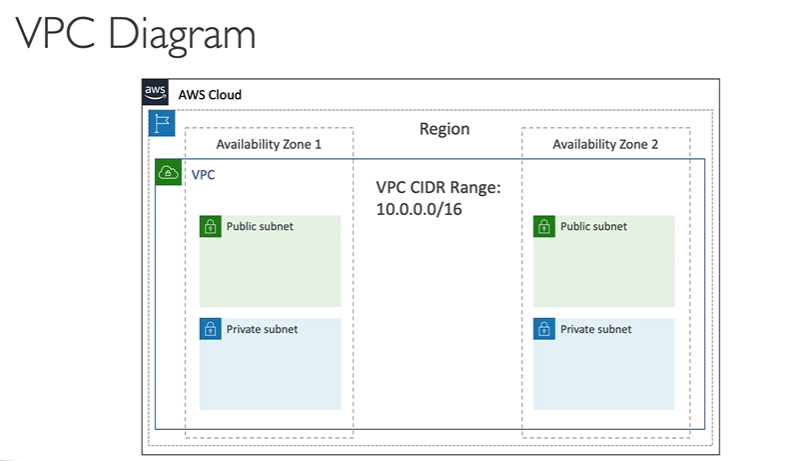 VPC Diagram
aws
AWS Cloud
Region
Availability Zone 1
Availability Zone 2
VPC
VPC CIDR Range:
10.0.0.0/16
Public subnet
Public subnet
Private subnet
Private subnet